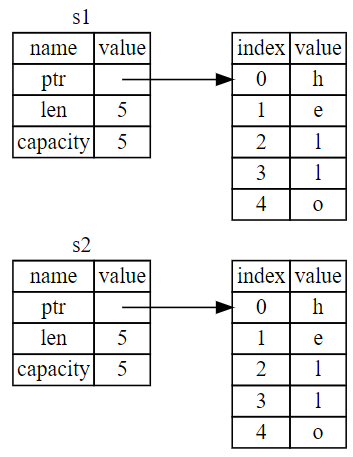 s1
name value index value
ptr 0 h
len 5 1 e
capacity 5 2 l
3 l
4 o
s2
name value index value
ptr 0 h
len 5 1 e
capacity 5 2 l
3 l
4 o